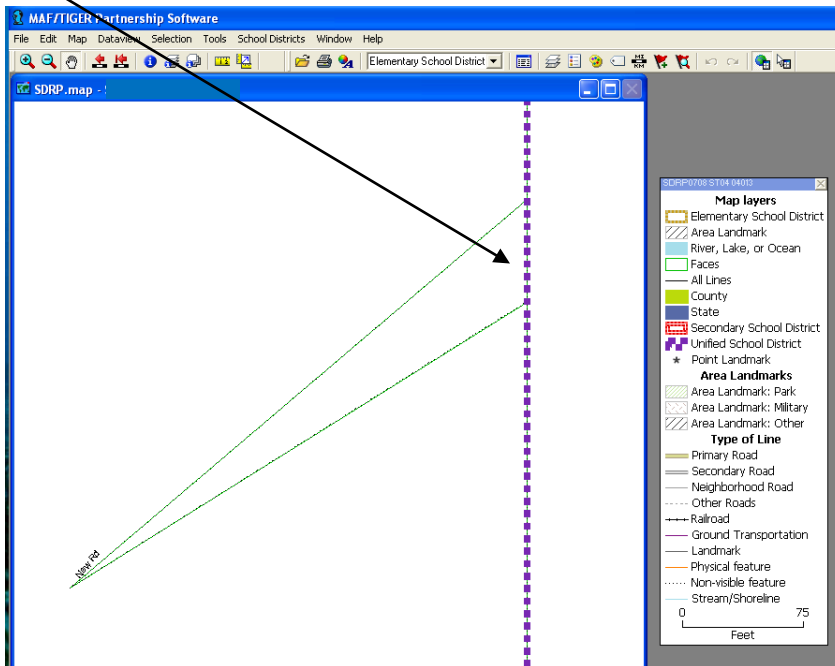 MAF/TIGER Partnership Software
File Edit Map Dataview Selection Tools School Districts Window Help
Elementary School District
SDRP.map -
SDRP0708 ST04 04013
Map layers
Elementary School District
Area Landmark
River, Lake, or Ocean
Faces
All Lines
County
State
Secondary School District
Unified School District
Point Landmark
Area Landmarks
Area Landmark: Park
Area Landmark: Military
Area Landmark: Other
Type of Line
Primary Road
Secondary Road
Neighborhood Road
Other Roads
Railroad
Ground Transportation
Landmark
Physical feature
Non-visible feature
Stream/Shoreline
0 75
Feet
New Rd